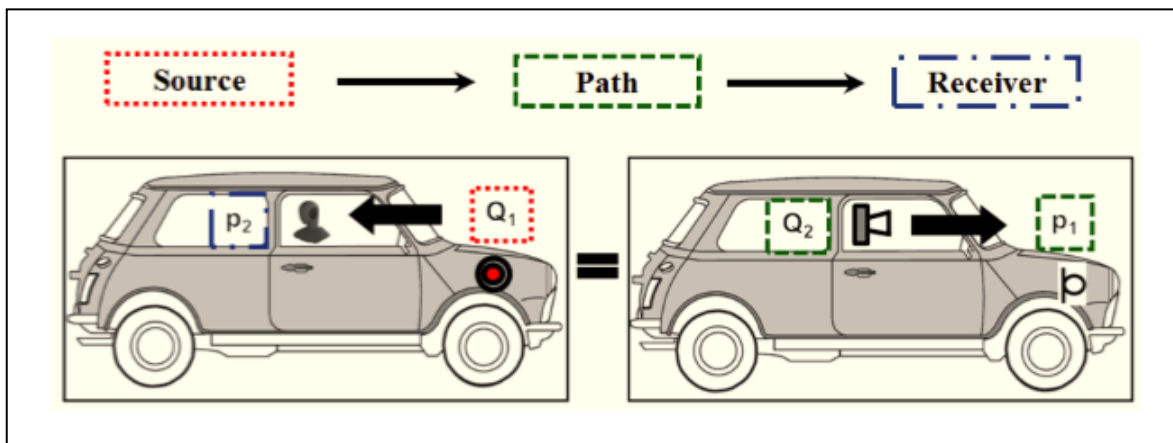 Source Path Receiver
p₂ Q₁ = Q₂ p₁